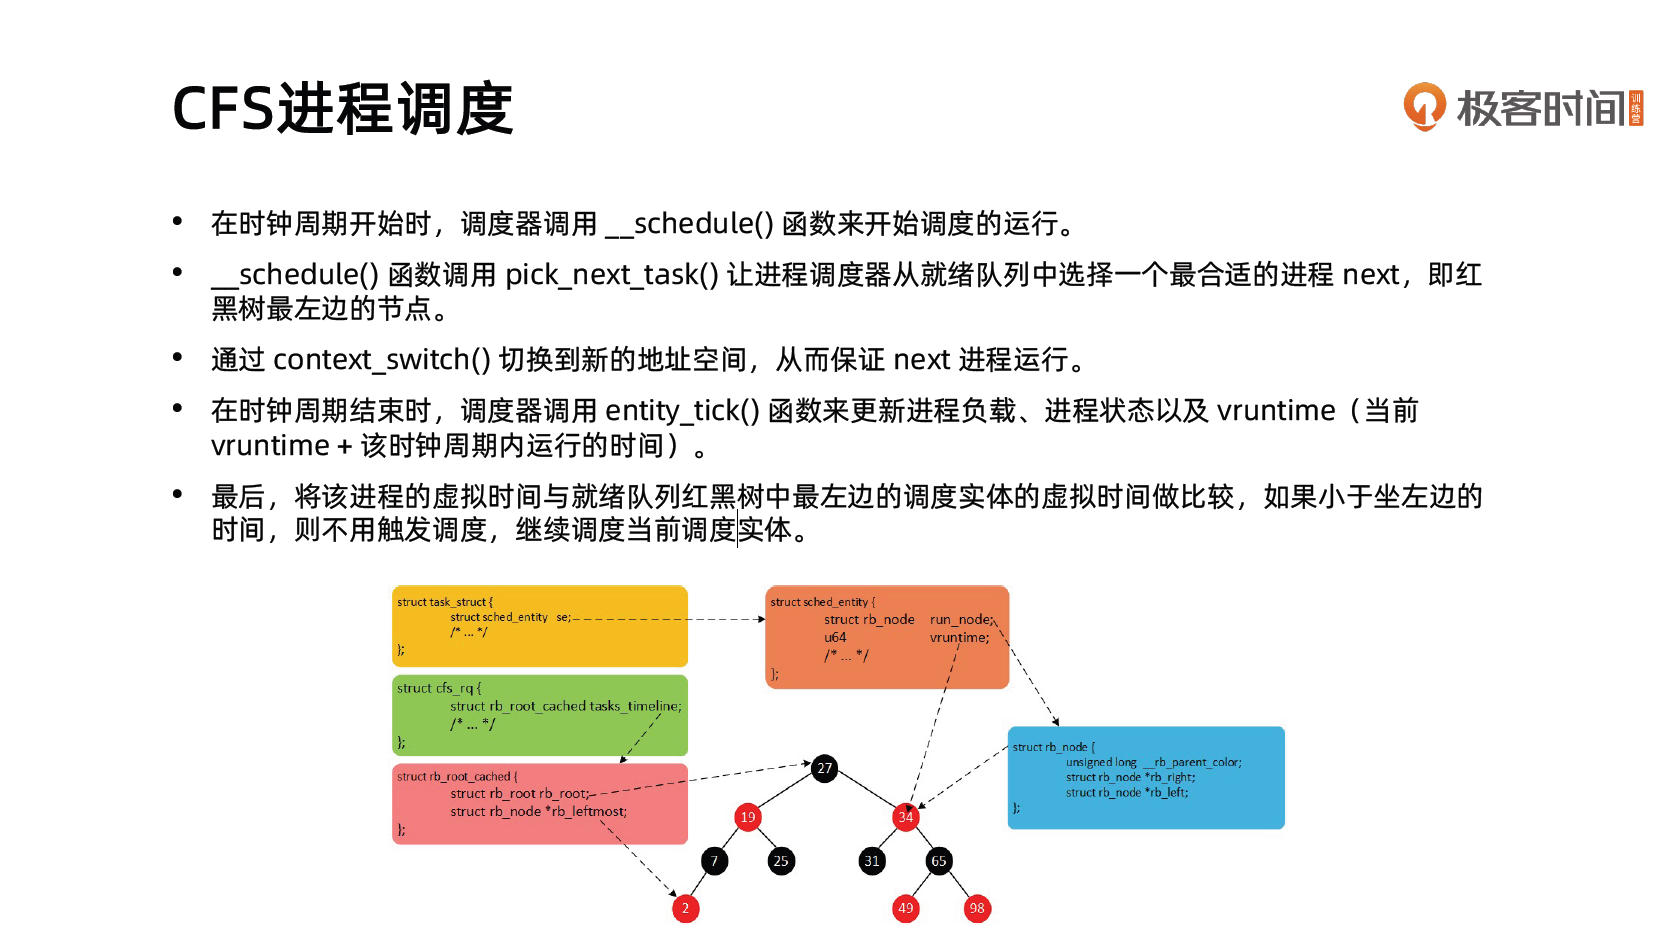 CFS进程调度
极客时间
训练营
• 在时钟周期开始时，调度器调用 __schedule() 函数来开始调度的运行。
• __schedule() 函数调用 pick_next_task() 让进程调度器从就绪队列中选择一个最合适的进程 next，即红
黑树最左边的节点。
• 通过 context_switch() 切换到新的地址空间，从而保证 next 进程运行。
• 在时钟周期结束时，调度器调用 entity_tick() 函数来更新进程负载、进程状态以及 vruntime（当前
vruntime + 该时钟周期内运行的时间）。
• 最后，将该进程的虚拟时间与就绪队列红黑树中最左边的调度实体的虚拟时间做比较，如果小于坐左边的
时间，则不用触发调度，继续调度当前调度实体。
struct task_struct {
struct sched_entity se;
/* ... */
};
struct cfs_rq {
struct rb_root_cached tasks_timeline;
/* ... */
};
struct rb_root_cached {
struct rb_root rb_root;
struct rb_node *rb_leftmost;
};
struct sched_entity {
struct rb_node run_node;
u64 vruntime;
/* ... */
};
struct rb_node {
unsigned long __rb_parent_color;
struct rb_node *rb_right;
struct rb_node *rb_left;
};
27
19
34
7
25
31
65
2
49
98